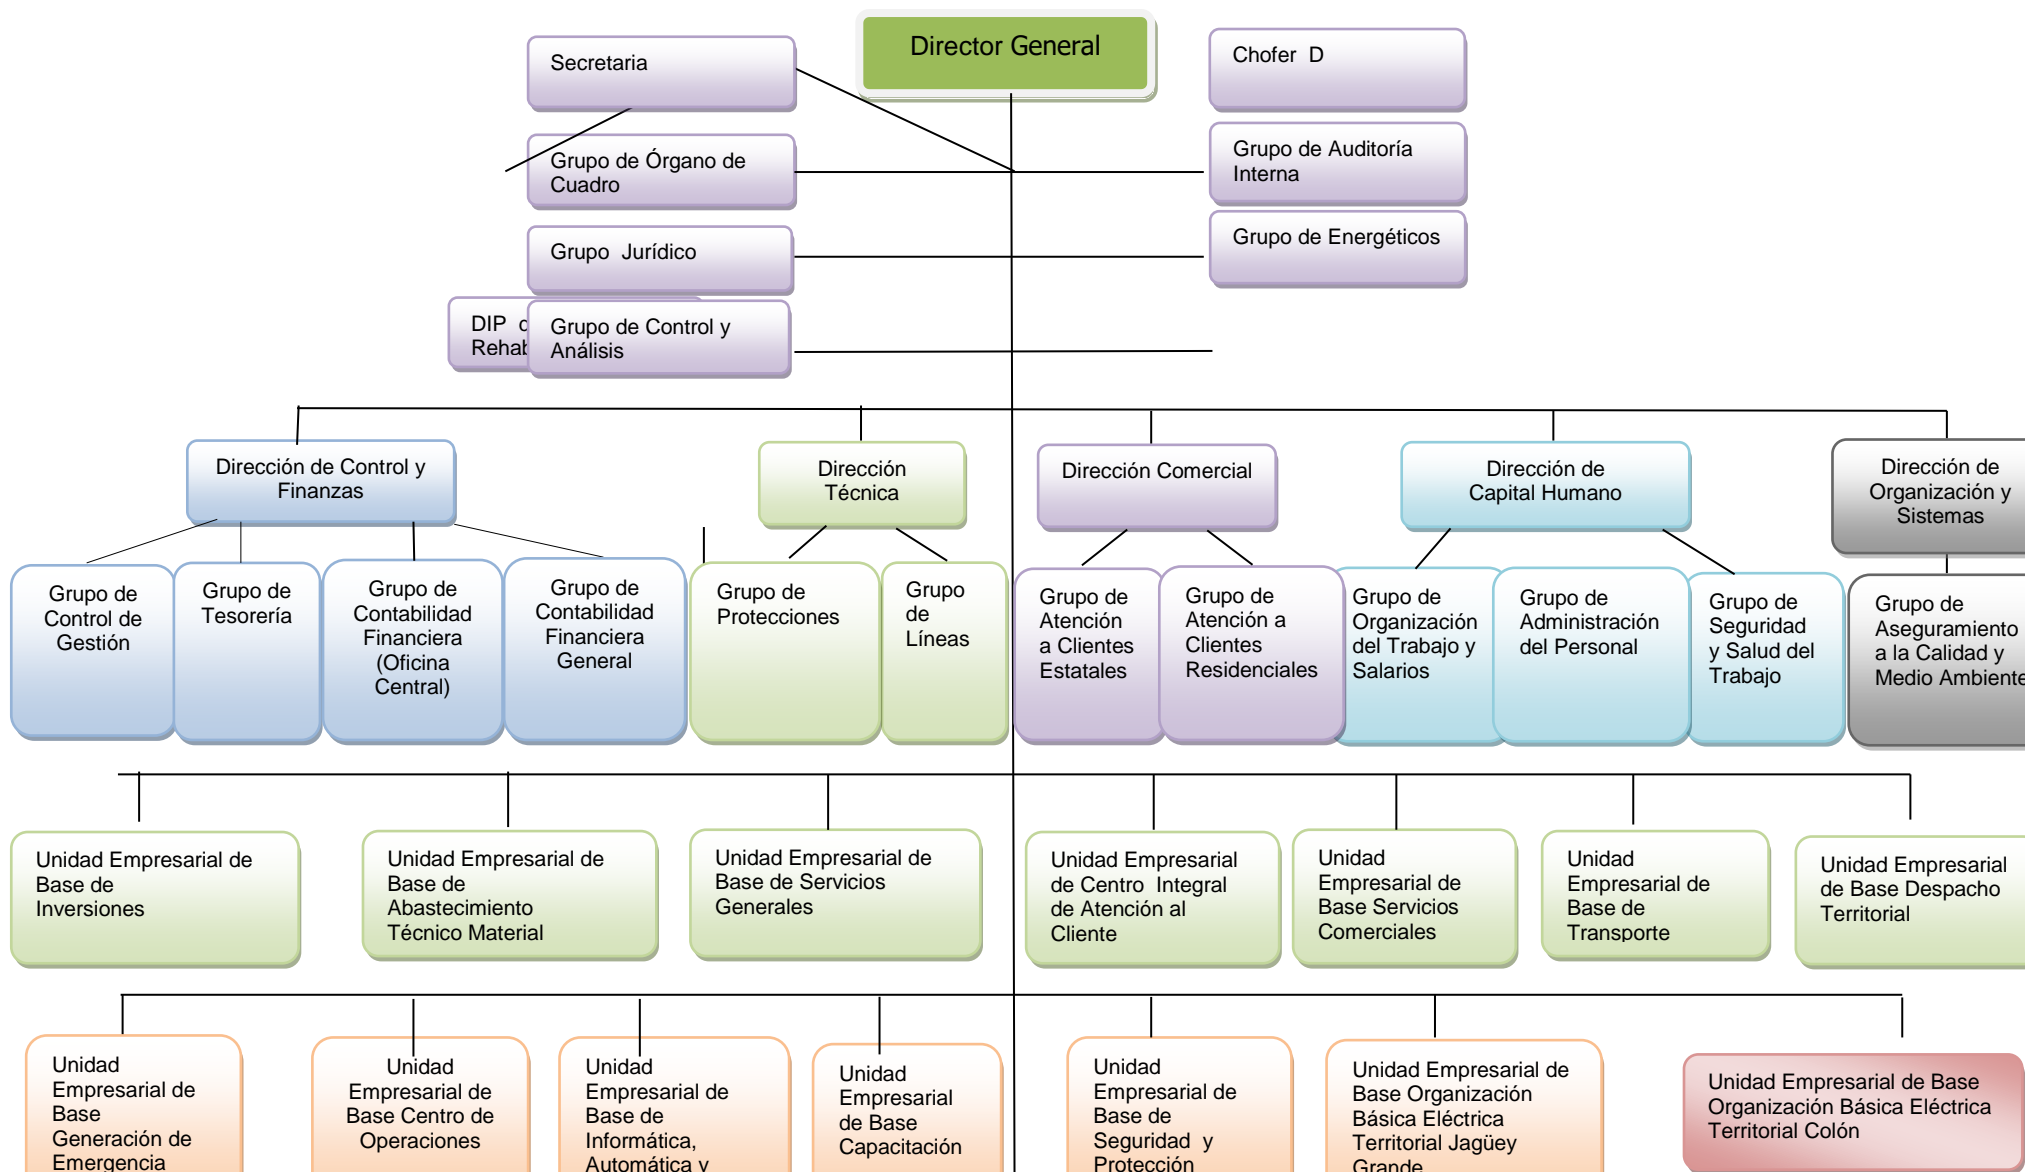 Director General
Secretaria
Chofer  D
Grupo de Órgano de
Cuadro
Grupo de Auditoría
Interna
Grupo  Jurídico
Grupo de Energéticos
DIP
Grupo de Control y
Análisis
Dirección de Control y
Finanzas
Dirección
Técnica
Dirección Comercial
Dirección de
Capital Humano
Dirección de
Organización y
Sistemas
Grupo de
Control de
Gestión
Grupo de
Tesorería
Grupo de
Contabilidad
Financiera
(Oficina
Central)
Grupo de
Contabilidad
Financiera
General
Grupo de
Protecciones
Grupo
de
Líneas
Grupo de
Atención
a Clientes
Estatales
Grupo de
Atención a
Clientes
Residenciales
Grupo de
Organización
del Trabajo y
Salarios
Grupo de
Administración
del Personal
Grupo de
Seguridad
y Salud del
Trabajo
Grupo de
Aseguramiento
a la Calidad y
Medio Ambiente
Unidad Empresarial de
Base de
Inversiones
Unidad Empresarial de
Base de
Abastecimiento
Técnico Material
Unidad Empresarial de
Base de Servicios
Generales
Unidad Empresarial
de Centro  Integral
de Atención al
Cliente
Unidad
Empresarial de
Base Servicios
Comerciales
Unidad
Empresarial de
Base de
Transporte
Unidad Empresarial
de Base Despacho
Territorial
Unidad
Empresarial de
Base
Generación de
Emergencia
Unidad
Empresarial de
Base Centro de
Operaciones
Unidad
Empresarial de
Base de
Informática,
Automática y
Unidad
Empresarial
de Base
Capacitación
Unidad
Empresarial de
Base de
Seguridad  y
Protección
Unidad Empresarial de
Base Organización
Básica Eléctrica
Territorial Jagüey
Grande
Unidad Empresarial de Base
Organización Básica Eléctrica
Territorial Colón